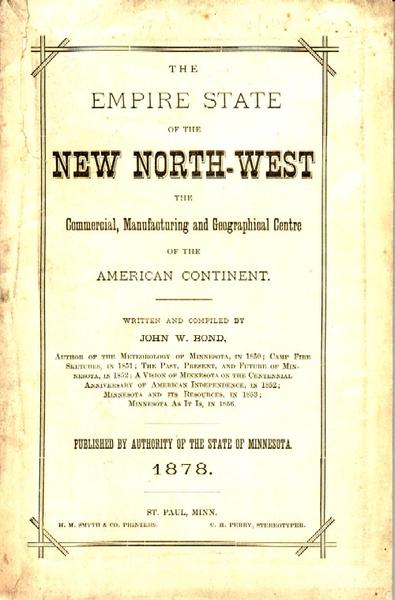 THE
EMPIRE STATE
OF THE
NEW NORTH-WEST
THE
Commercial, Manufacturing and Geographical Centre
OF THE
AMERICAN CONTINENT.
WRITTEN AND COMPILED BY
JOHN W. BOND,
AUTHOR OF THE METEOROLOGY OF MINNESOTA, IN 1850; CAMP FIRE
SKETCHES, IN 1851; THE PAST, PRESENT, AND FUTURE OF MIN-
NESOTA, IN 1852; A VISION OF MINNESOTA ON THE CENTENNIAL
ANNIVERSARY OF AMERICAN INDEPENDENCE, IN 1852;
MINNESOTA AND ITS RESOURCES, IN 1853;
MINNESOTA AS IT IS, IN 1856.
PUBLISHED BY AUTHORITY OF THE STATE OF MINNESOTA.
1878.
ST. PAUL, MINN.
H. M. SMYTH & CO. PRINTERS. C. H. PERRY, STEREOTYPER.